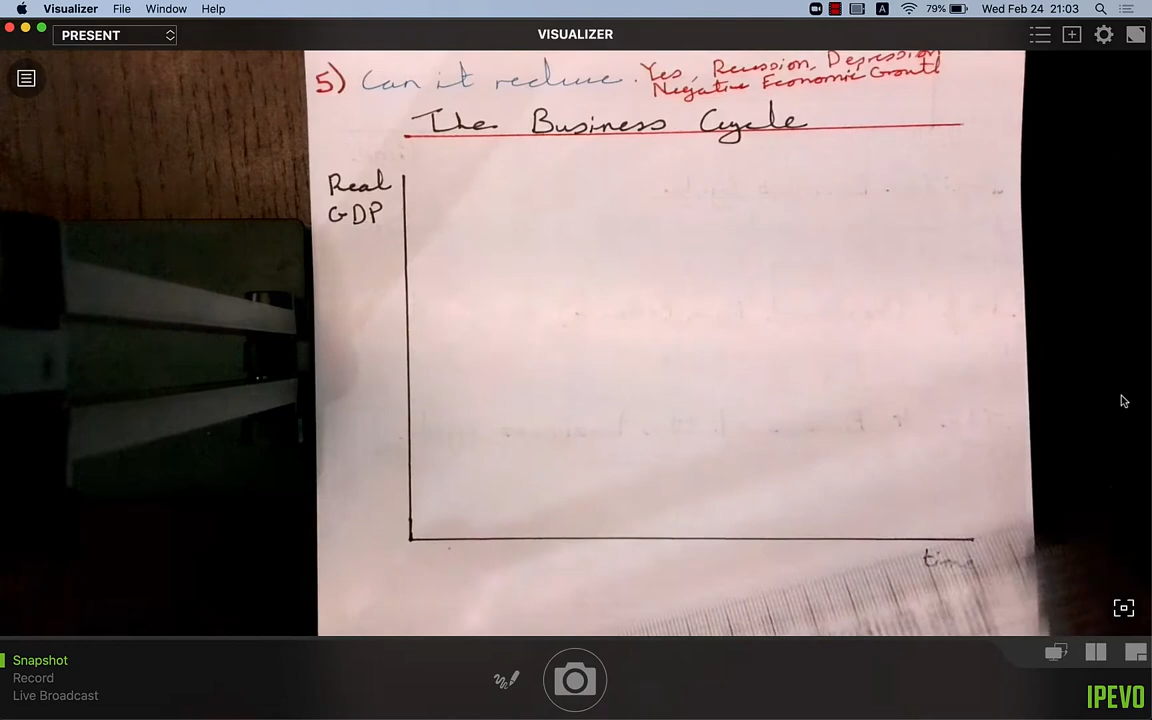 Visualizer File Window Help A 79% Wed Feb 24 21:03
PRESENT VISUALIZER
5) Can it reduce. Yes, Recession, Depression
Negative Economic Growth
The Business Cycle
Real
GDP
time
Snapshot
Record
Live Broadcast
IPEVO